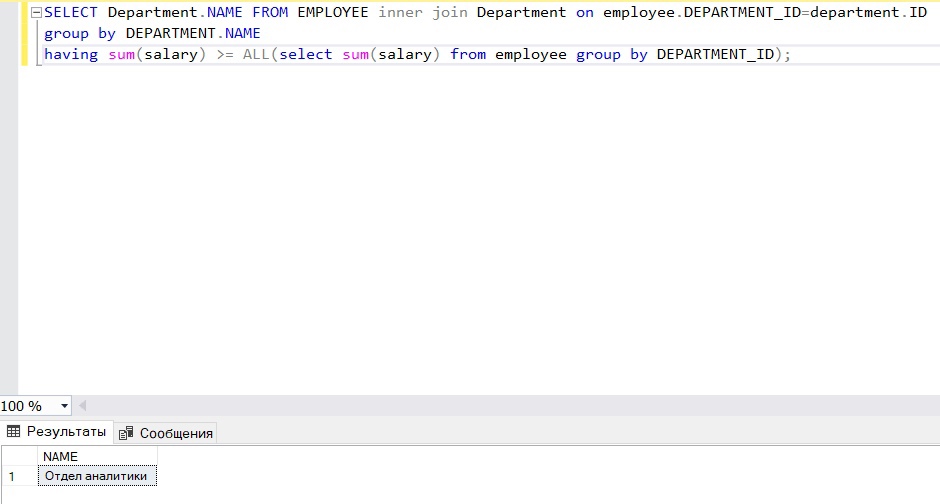 SELECT Department.NAME FROM EMPLOYEE inner join Department on employee.DEPARTMENT_ID=department.ID
group by DEPARTMENT.NAME
having sum(salary) >= ALL(select sum(salary) from employee group by DEPARTMENT_ID);
100 %
Результаты Сообщения
NAME
1 Отдел аналитики